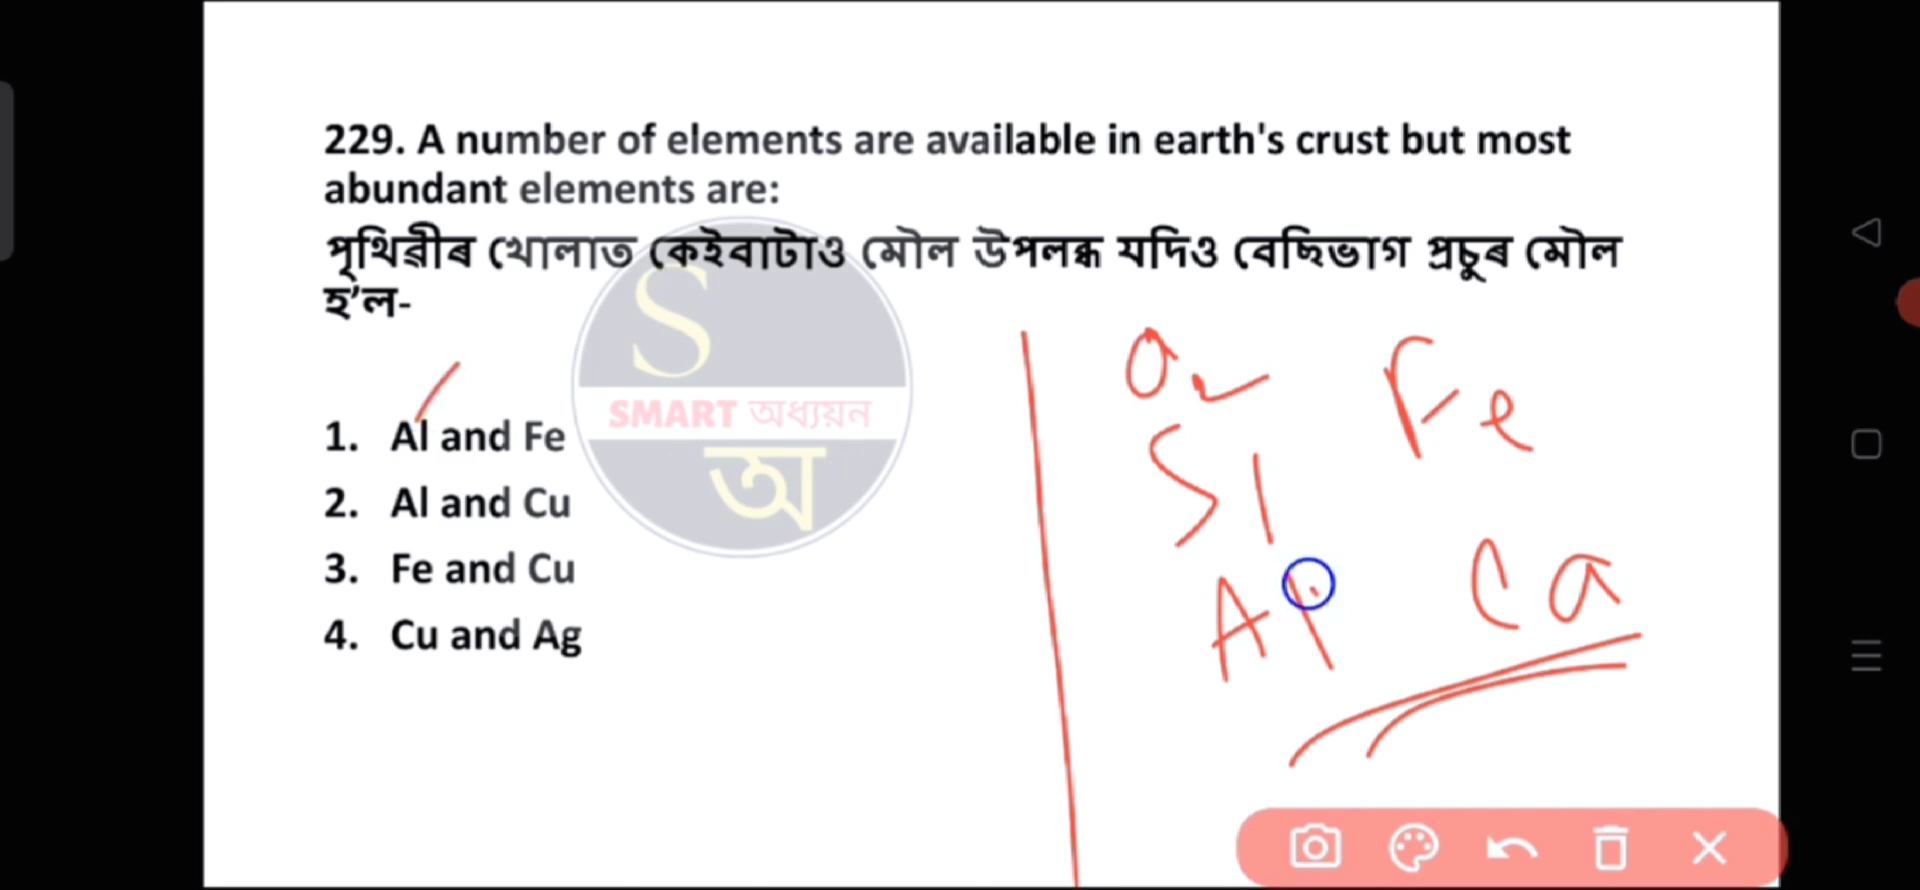 229. A number of elements are available in earth's crust but most
abundant elements are:
পৃথিৱীৰ খোলাত কেইবাটাও মৌল উপলব্ধ যদিও বেছিভাগ প্ৰচুৰ মৌল
হ’ল-
1. Al and Fe
2. Al and Cu
3. Fe and Cu
4. Cu and Ag
S
SMART অধ্যয়ন
অ
O2 Fe
Si
Al Ca